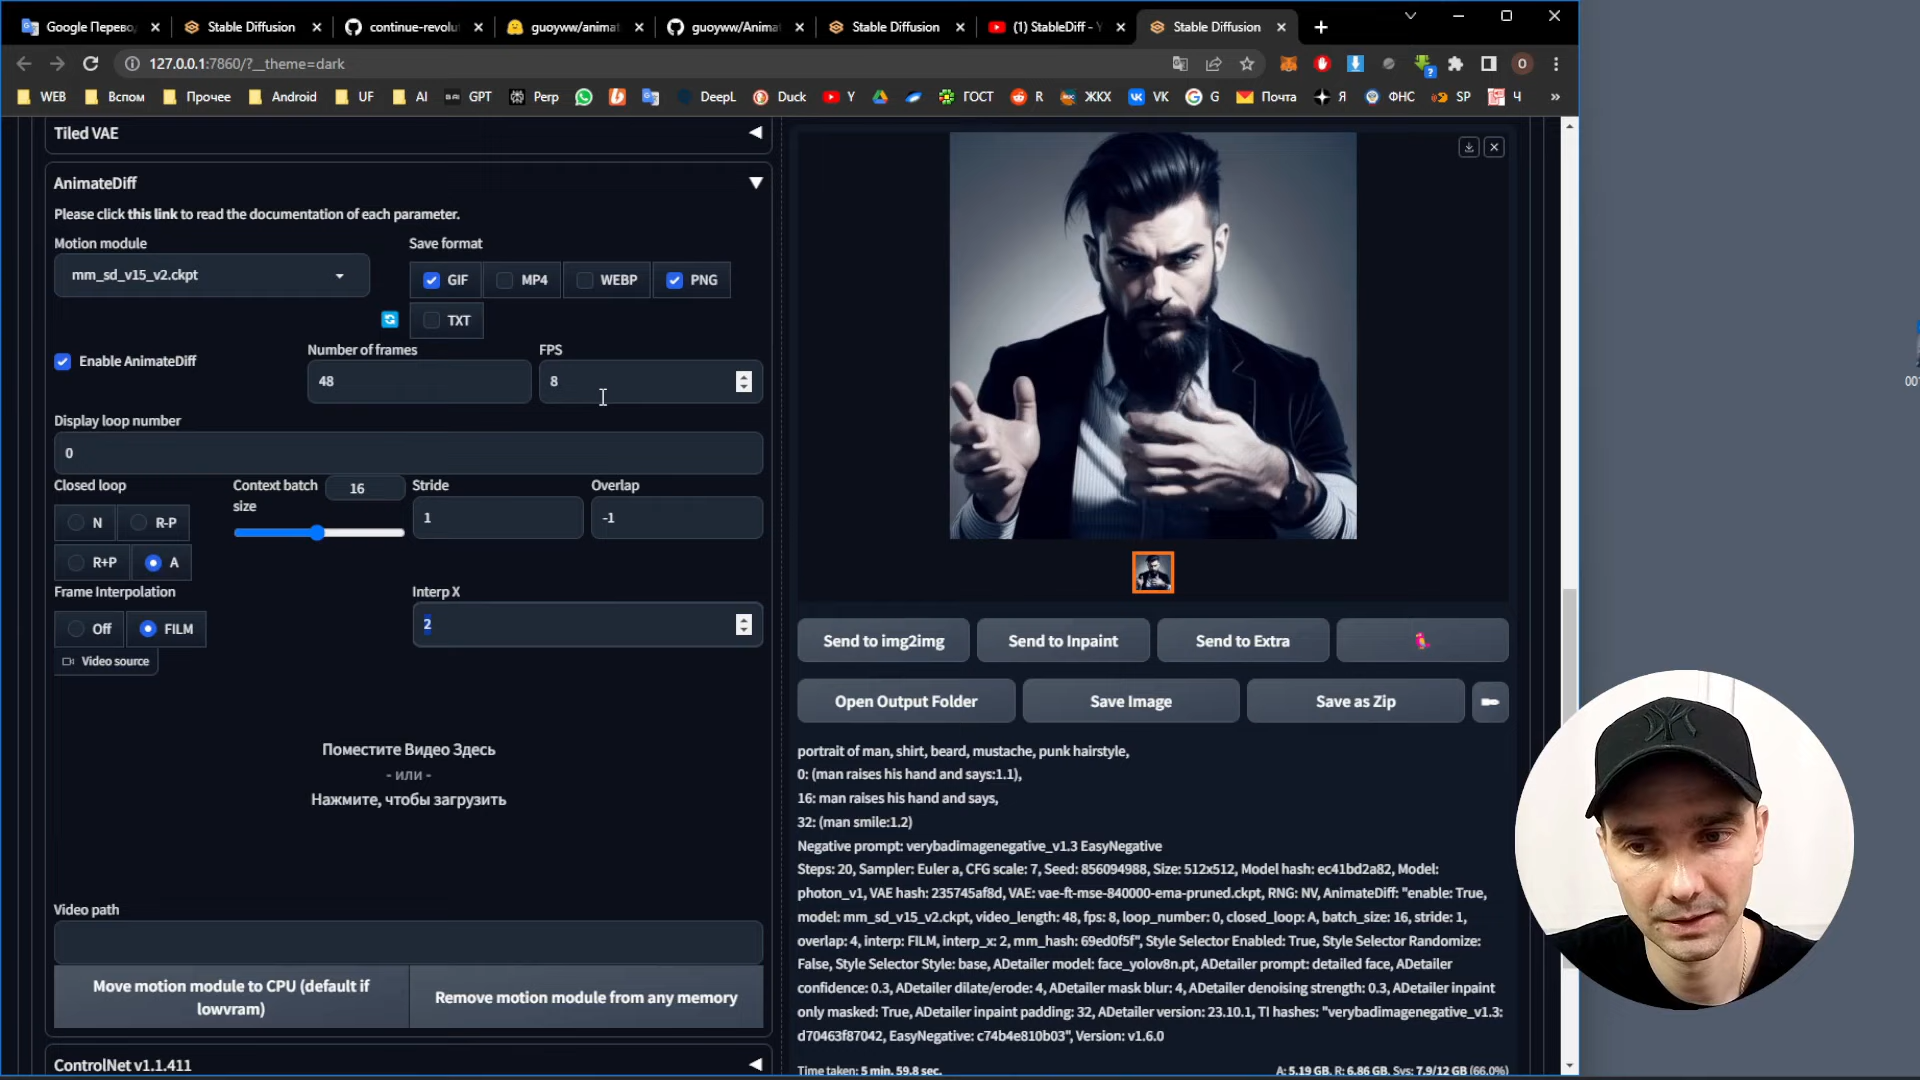 Google Перево
Stable Diffusion
continue-revolu
guoyww/animat
guoyww/Anima
Stable Diffusion
(1) StableDiff - Y
Stable Diffusion
127.0.0.1:7860/?__theme=dark
O
WEB
Вспом
Прочее
Android
UF
AI
GPT
Perp
DeepL
Duck
Y
ГОСТ
R
ЖКХ
VK
G
Почта
Я
ФНС
SP
Ч
»
Tiled VAE
AnimateDiff
Please click this link to read the documentation of each parameter.
Motion module
Save format
mm_sd_v15_v2.ckpt
GIF
MP4
WEBP
PNG
TXT
Enable AnimateDiff
Number of frames
FPS
48
8
Display loop number
0
Closed loop
Context batch size
16
Stride
Overlap
N
R-P
1
-1
R+P
A
Frame Interpolation
Interp X
Off
FILM
2
Video source
Поместите Видео Здесь
- или -
Нажмите, чтобы загрузить
Video path
Move motion module to CPU (default if
lowvram)
Remove motion module from any memory
ControlNet v1.1.411
Send to img2img
Send to Inpaint
Send to Extra
Open Output Folder
Save Image
Save as Zip
portrait of man, shirt, beard, mustache, punk hairstyle,
0: (man raises his hand and says:1.1),
16: man raises his hand and says,
32: (man smile:1.2)
Negative prompt: verybadimagenegative_v1.3 EasyNegative
Steps: 20, Sampler: Euler a, CFG scale: 7, Seed: 856094988, Size: 512x512, Model hash: ec41bd2a82, Model:
photon_v1, VAE hash: 235745af8d, VAE: vae-ft-mse-840000-ema-pruned.ckpt, RNG: NV, AnimateDiff: "enable: True,
model: mm_sd_v15_v2.ckpt, video_length: 48, fps: 8, loop_number: 0, closed_loop: A, batch_size: 16, stride: 1,
overlap: 4, interp: FILM, interp_x: 2, mm_hash: 69ed0f5f", Style Selector Enabled: True, Style Selector Randomize:
False, Style Selector Style: base, ADetailer model: face_yolov8n.pt, ADetailer prompt: detailed face, ADetailer
confidence: 0.3, ADetailer dilate/erode: 4, ADetailer mask blur: 4, ADetailer denoising strength: 0.3, ADetailer inpaint
only masked: True, ADetailer inpaint padding: 32, ADetailer version: 23.10.1, TI hashes: "verybadimagenegative_v1.3:
d70463f87042, EasyNegative: c74b4e810b03", Version: v1.6.0
Time taken: 5 min. 59.8 sec.
A: 5.19 GB, R: 6.86 GB, Sys: 7.9/12 GB (66.0%)
001